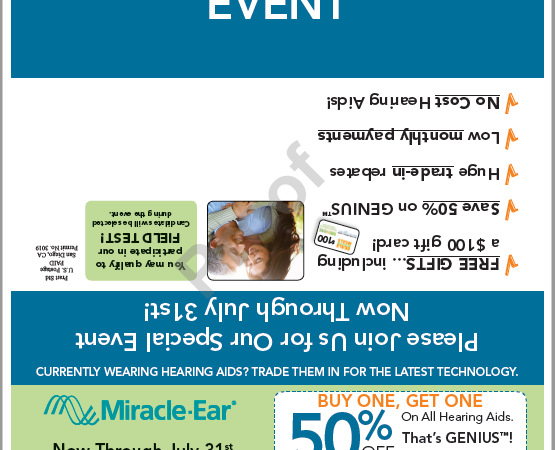 EVENT
FREE GIFTS... including
a $100 gift card!
Save 50% on GENIUS™
Huge trade-in rebates
Low monthly payments
No Cost Hearing Aids!
$100
You may qualify to
participate in our
FIELD TEST!
Candidates will be selected
during the event.
Prsrt Std
U.S. Postage
PAID
San Diego, CA
Permit No. 3019
Proof
Please Join Us for Our Special Event
Now Through July 31st!
CURRENTLY WEARING HEARING AIDS? TRADE THEM IN FOR THE LATEST TECHNOLOGY.
Miracle-Ear®
Now Through July 31st
BUY ONE, GET ONE
50% OFF
On All Hearing Aids.
That's GENIUS™!